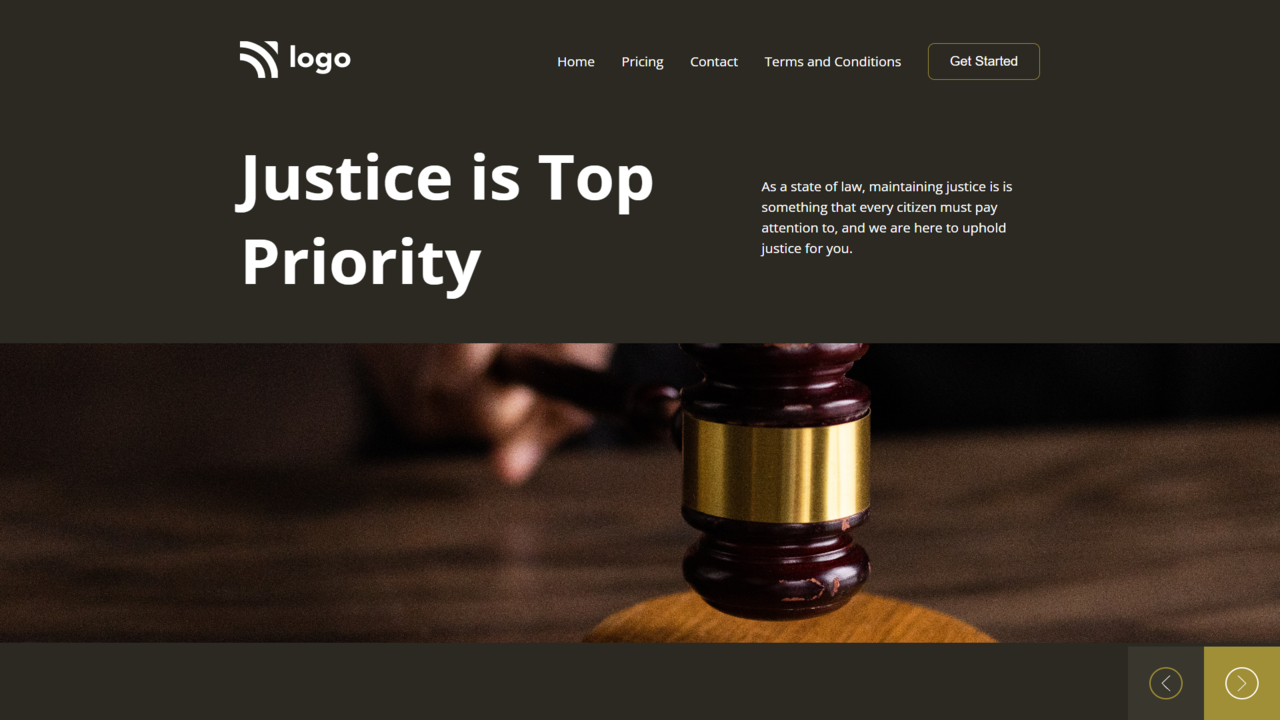 logo
Home Pricing Contact Terms and Conditions Get Started
Justice is Top
Priority
As a state of law, maintaining justice is is
something that every citizen must pay
attention to, and we are here to uphold
justice for you.